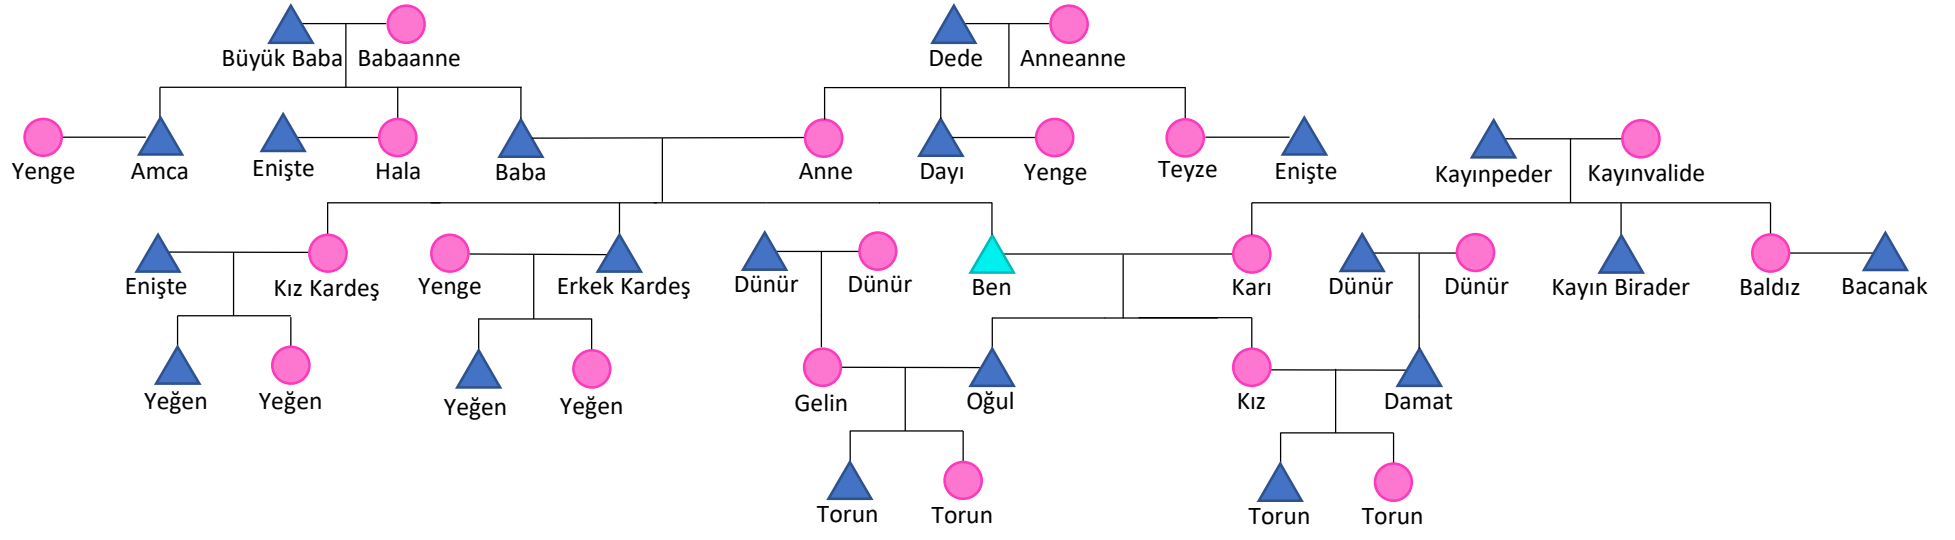 Büyük Baba
Babaanne
Dede
Anneanne
Yenge
Amca
Enişte
Hala
Baba
Anne
Dayı
Yenge
Teyze
Enişte
Kayınpeder
Kayınvalide
Enişte
Kız Kardeş
Yenge
Erkek Kardeş
Dünür
Dünür
Ben
Karı
Dünür
Dünür
Kayın Birader
Baldız
Bacanak
Yeğen
Yeğen
Yeğen
Yeğen
Gelin
Oğul
Kız
Damat
Torun
Torun
Torun
Torun